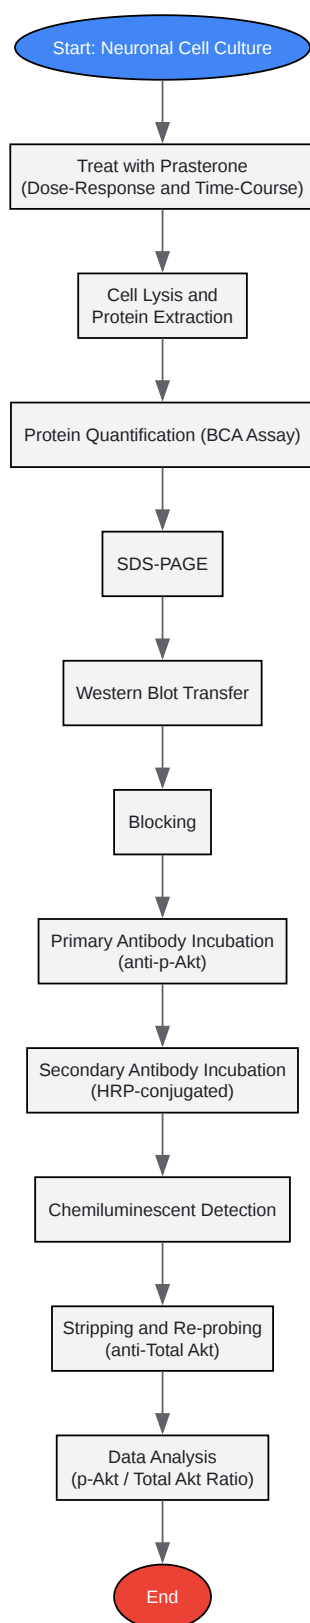 Start: Neuronal Cell Culture
Treat with Prasterone
(Dose-Response and Time-Course)
Cell Lysis and
Protein Extraction
Protein Quantification (BCA Assay)
SDS-PAGE
Western Blot Transfer
Blocking
Primary Antibody Incubation
(anti-p-Akt)
Secondary Antibody Incubation
(HRP-conjugated)
Chemiluminescent Detection
Stripping and Re-probing
(anti-Total Akt)
Data Analysis
(p-Akt / Total Akt Ratio)
End